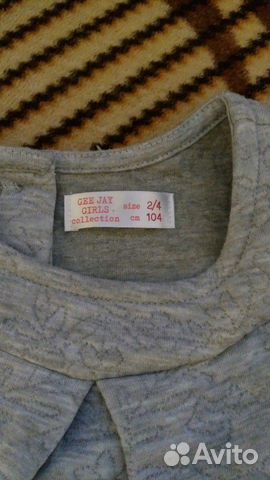 GEE JAY
GIRLS. size 2/4
collection cm 104
Avito